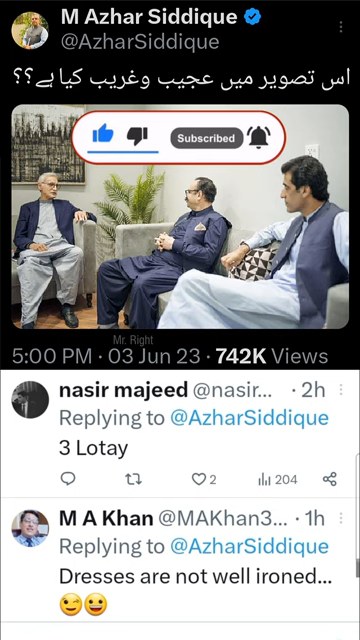 M Azhar Siddique
@AzharSiddique
اس تصویر میں عجیب وغریب کیا ہے؟؟
Subscribed
Mr. Right
5:00 PM · 03 Jun 23 · 742K Views
nasir majeed @nasir... · 2h
Replying to @AzharSiddique
3 Lotay
2 204
M A Khan @MAKhan3... · 1h
Replying to @AzharSiddique
Dresses are not well ironed...
😉😀